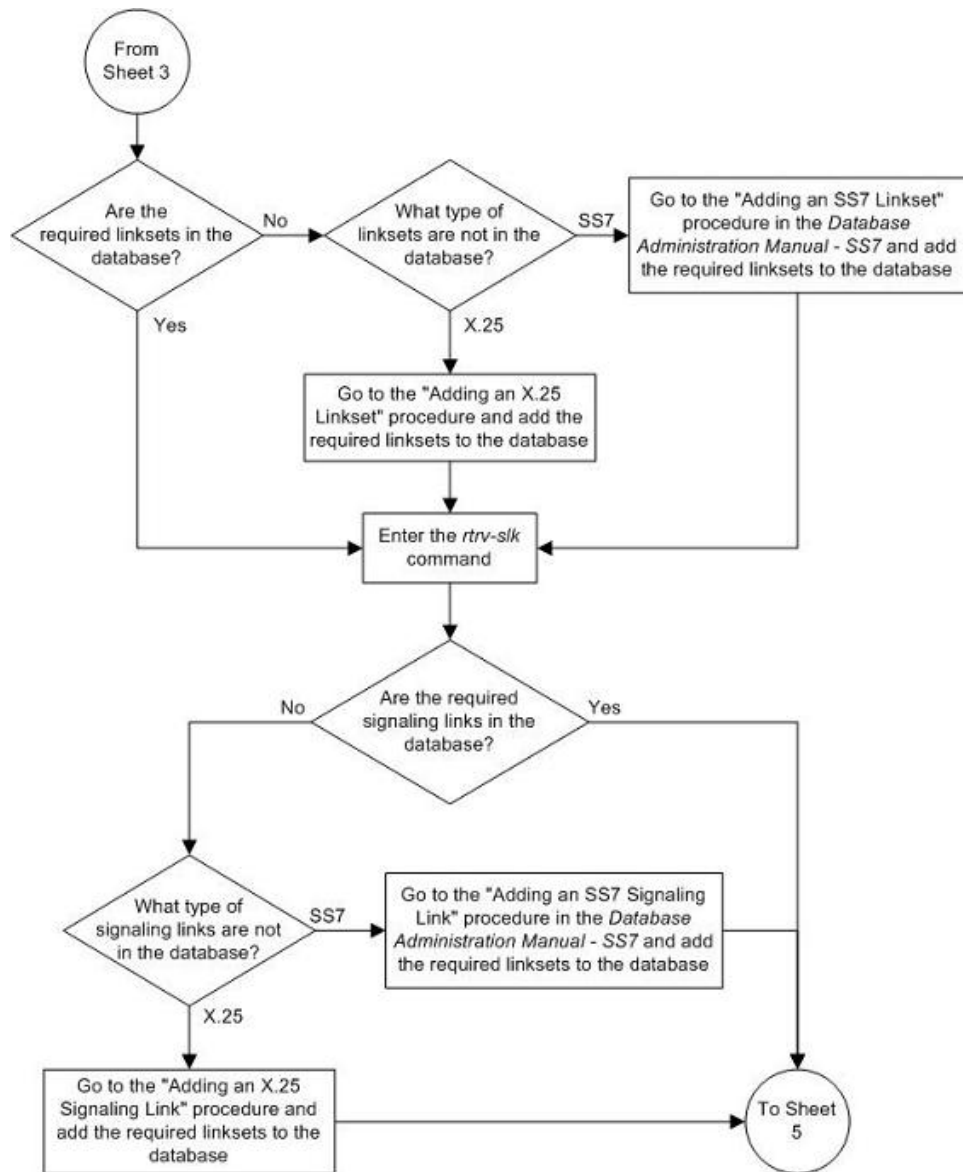 From
Sheet 3
Are the
required linksets in the
database?
No
What type of
linksets are not in the
database?
SS7
Go to the "Adding an SS7 Linkset"
procedure in the Database
Administration Manual - SS7 and add
the required linksets to the database
Yes
X.25
Go to the "Adding an X.25
Linkset" procedure and add the
required linksets to the database
Enter the rtrv-slk
command
Are the required
signaling links in the
database?
No
Yes
What type of
signaling links are not
in the database?
SS7
Go to the "Adding an SS7 Signaling
Link" procedure in the Database
Administration Manual - SS7 and add
the required linksets to the database
X.25
Go to the "Adding an X.25
Signaling Link" procedure and
add the required linksets to the
database
To Sheet
5